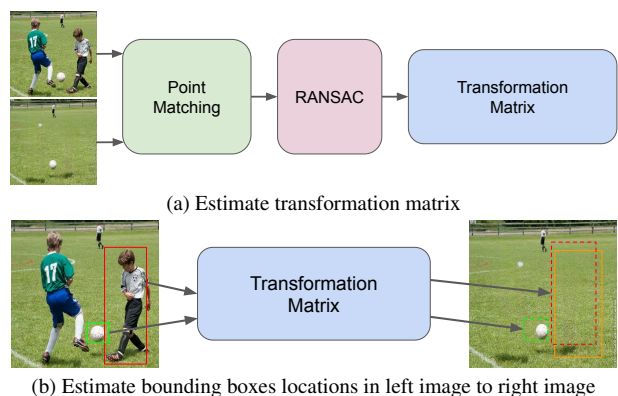 17
Point
Matching
RANSAC
Transformation
Matrix
(a) Estimate transformation matrix
17
Transformation
Matrix
(b) Estimate bounding boxes locations in left image to right image